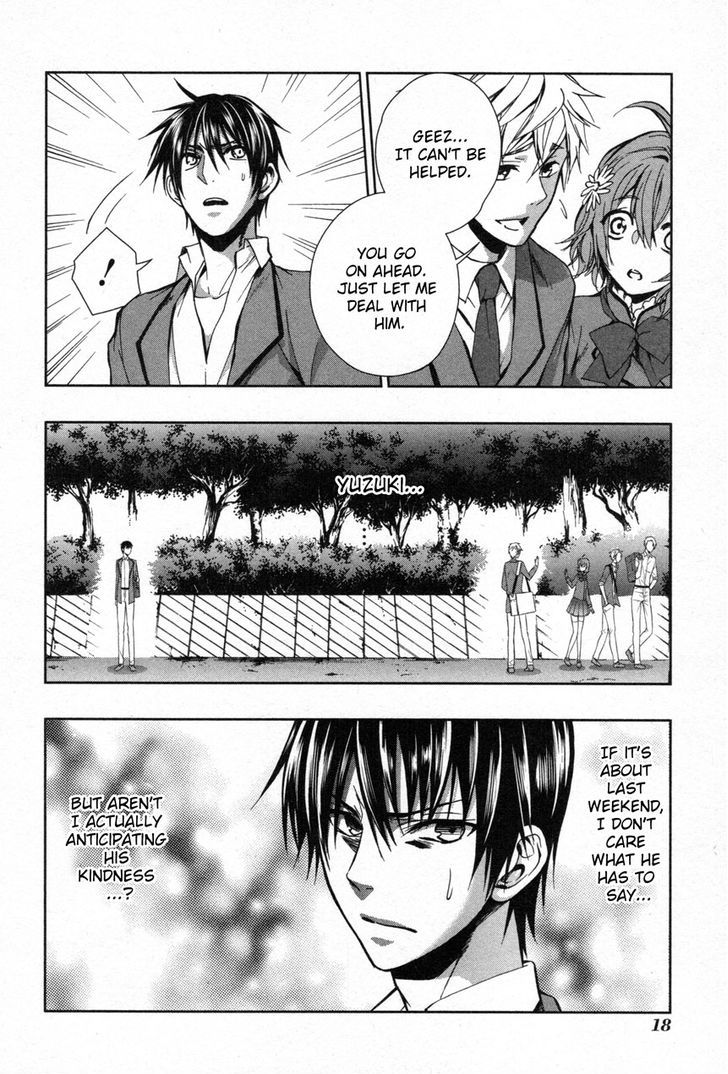 GEEZ...
IT CAN'T BE
HELPED.
YOU GO
ON AHEAD.
JUST LET ME
DEAL WITH
HIM.
!
YUZUKI...
IF IT'S
ABOUT
LAST
WEEKEND,
I DON'T
CARE
WHAT HE
HAS TO
SAY...
BUT AREN'T
I ACTUALLY
ANTICIPATING
HIS
KINDNESS
...?
18